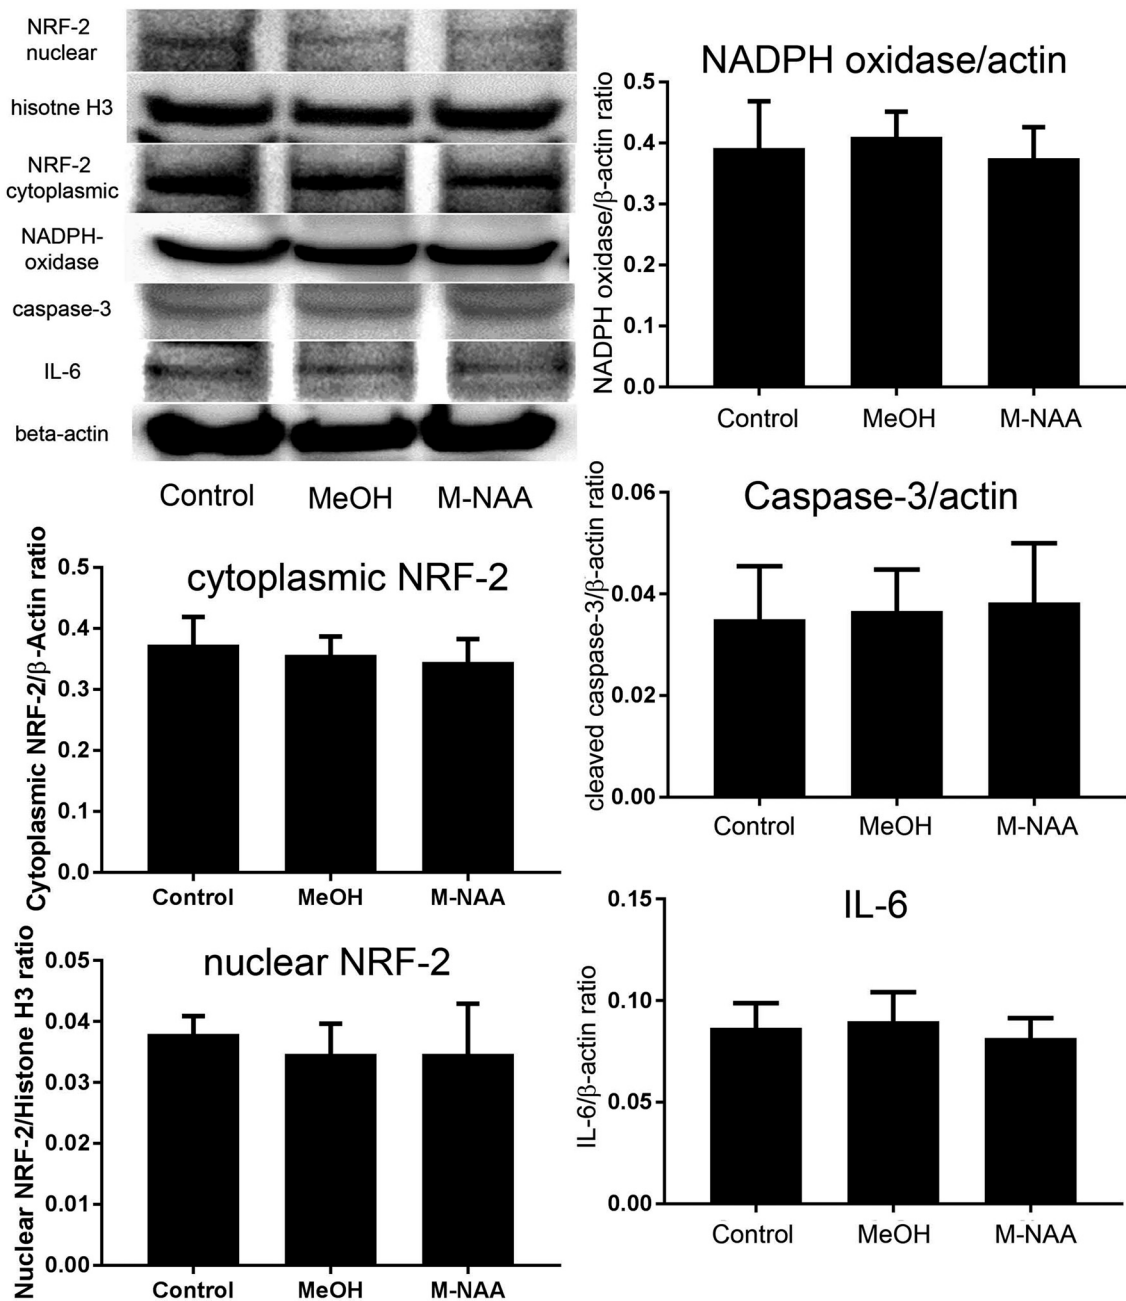 NRF-2
nuclear
hisotne H3
NRF-2
cytoplasmic
NADPH-
oxidase
caspase-3
IL-6
beta-actin
Control MeOH M-NAA
NADPH oxidase/actin
NADPH oxidase/β-actin ratio
0.5
0.4
0.3
0.2
0.1
0.0
Control MeOH M-NAA
cytoplasmic NRF-2
Cytoplasmic NRF-2/β-Actin ratio
0.5
0.4
0.3
0.2
0.1
0.0
Control MeOH M-NAA
Caspase-3/actin
cleaved caspase-3/β-actin ratio
0.06
0.04
0.02
0.00
Control MeOH M-NAA
nuclear NRF-2
Nuclear NRF-2/Histone H3 ratio
0.05
0.04
0.03
0.02
0.01
0.00
Control MeOH M-NAA
IL-6
IL-6/β-actin ratio
0.15
0.10
0.05
0.00
Control MeOH M-NAA